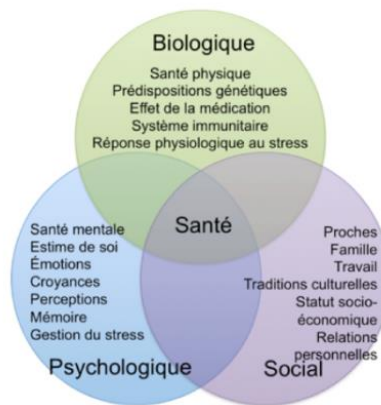 Biologique
Santé physique
Prédispositions génétiques
Effet de la médication
Système immunitaire
Réponse physiologique au stress
Santé
Santé mentale
Estime de soi
Émotions
Croyances
Perceptions
Mémoire
Gestion du stress
Psychologique
Proches
Famille
Travail
Traditions culturelles
Statut socio-
économique
Relations
personnelles
Social